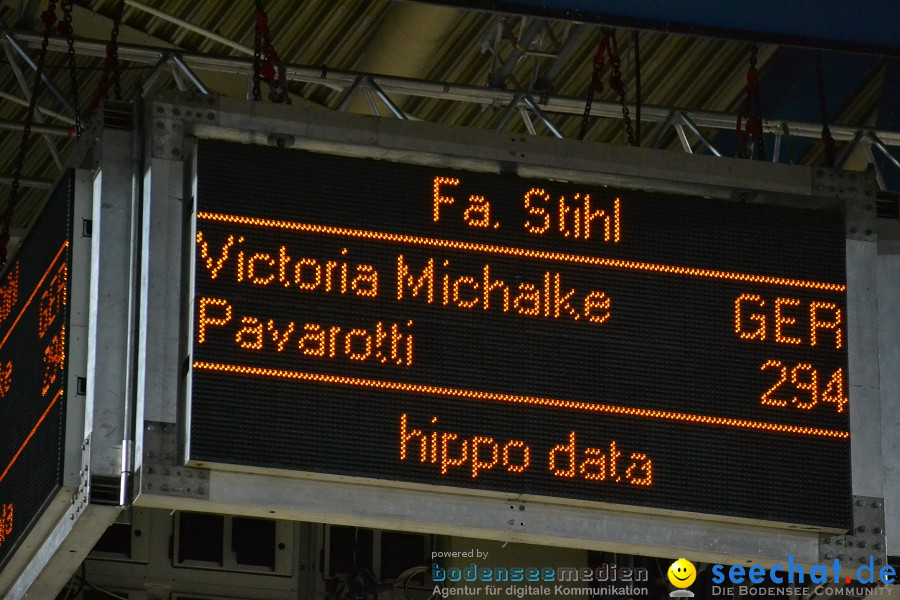 Fa. Stihl
Victoria Michalke GER
Pavarotti 294
hippo data
powered by
bodenseemedien
Agentur für digitale Kommunikation
seechat.de
DIE BODENSEE-COMMUNITY